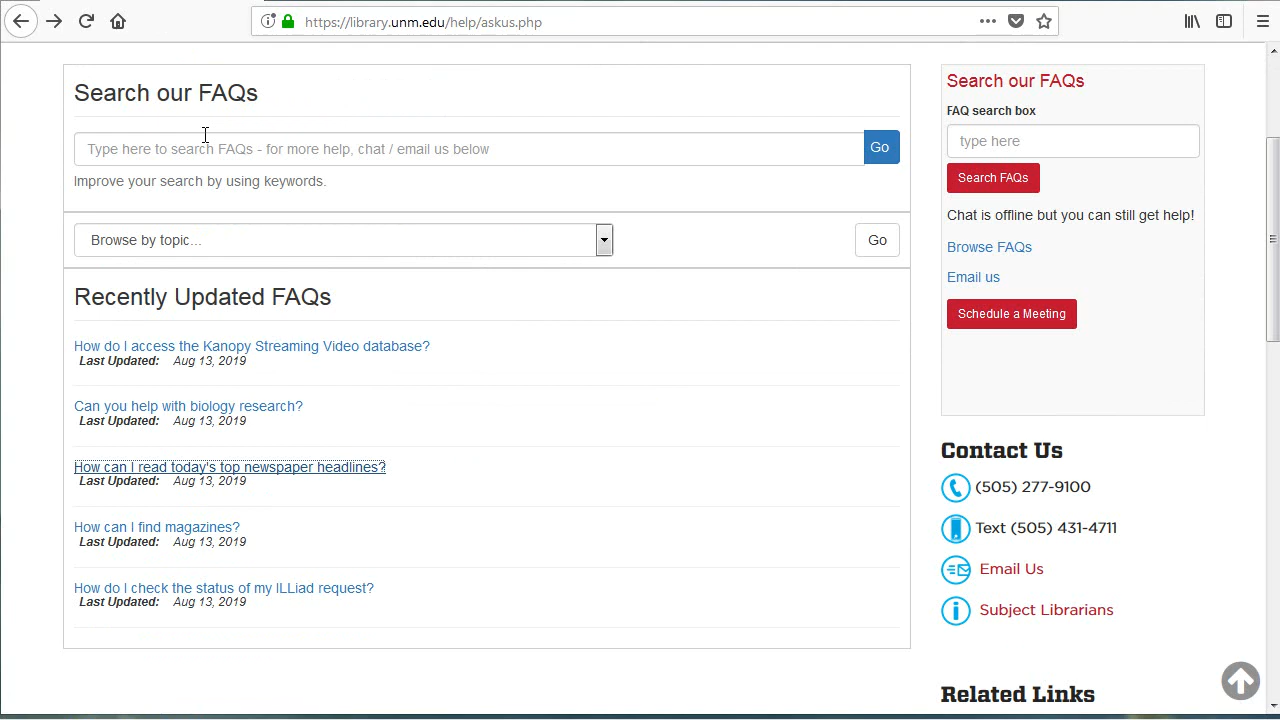 https://library.unm.edu/help/askus.php
Search our FAQs
Type here to search FAQs - for more help, chat / email us below
Go
Improve your search by using keywords.
Browse by topic...
Go
Recently Updated FAQs
How do I access the Kanopy Streaming Video database?
Last Updated: Aug 13, 2019
Can you help with biology research?
Last Updated: Aug 13, 2019
How can I read today's top newspaper headlines?
Last Updated: Aug 13, 2019
How can I find magazines?
Last Updated: Aug 13, 2019
How do I check the status of my ILLiad request?
Last Updated: Aug 13, 2019
Search our FAQs
FAQ search box
type here
Search FAQs
Chat is offline but you can still get help!
Browse FAQs
Email us
Schedule a Meeting
Contact Us
(505) 277-9100
Text (505) 431-4711
Email Us
Subject Librarians
Related Links